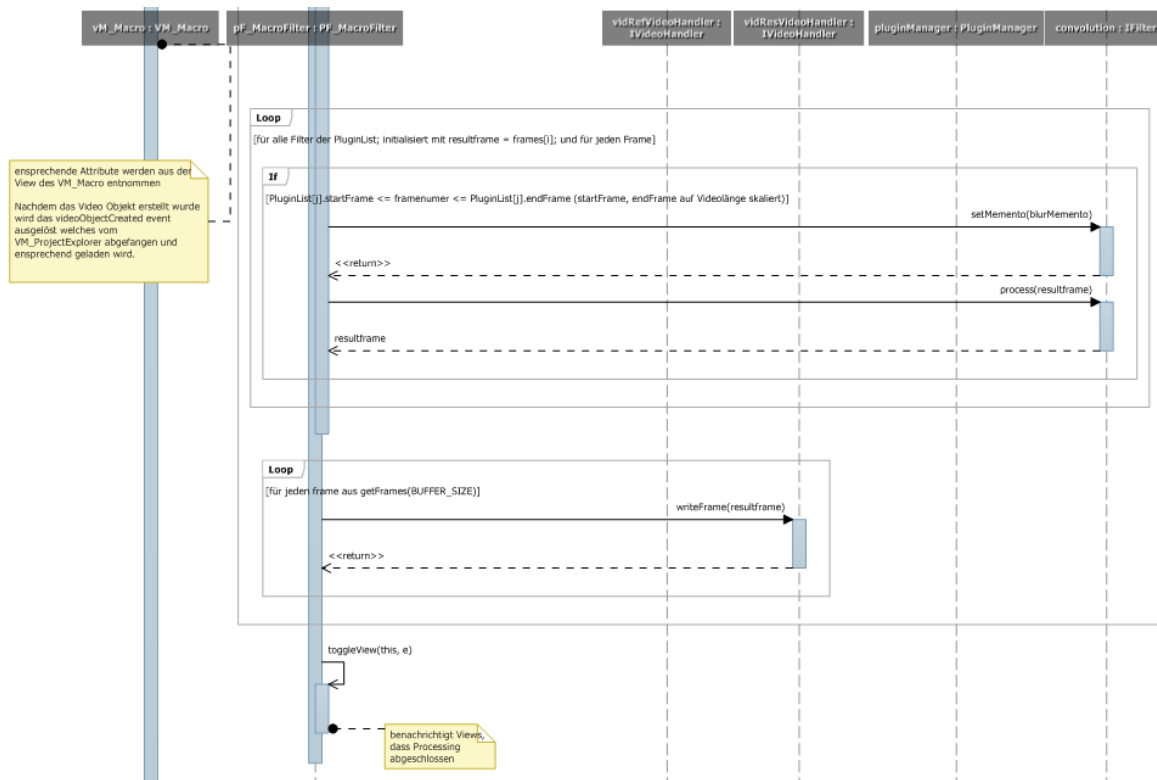 vM_Macro : VM_Macro
pF_MacroFilter : PF_MacroFilter
vidRefVideoHandler :
IVideoHandler
vidResVideoHandler :
IVideoHandler
pluginManager : PluginManager
convolution : IFilter
Loop
[für alle Filter der PluginList; initialisiert mit resultframe = frames[i]; und für jeden Frame]
ensprechende Attribute werden aus der
View des VM_Macro entnommen
Nachdem das Video Objekt erstellt wurde
wird das videoObjectCreated event
ausgelöst welches vom
VM_ProjectExplorer abgefangen und
ensprechend geladen wird.
If
[PluginList[j].startFrame <= framenumer <= PluginList[j].endFrame (startFrame, endFrame auf Videolänge skaliert)]
setMemento(blurMemento)
<<return>>
process(resultframe)
resultframe
Loop
[für jeden frame aus getFrames(BUFFER_SIZE)]
writeFrame(resultframe)
<<return>>
toggleView(this, e)
benachrichtigt Views,
dass Processing
abgeschlossen